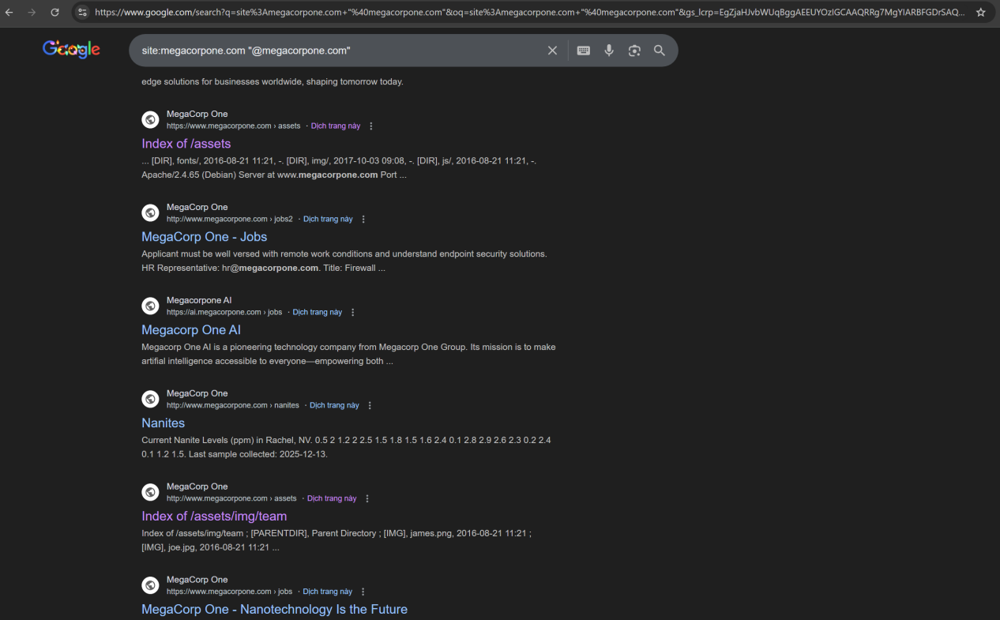 https://www.google.com/search?q=site%3Amegacorpone.com+"%40megacorpone.com"&oq=site%3Amegacorpone.com+"%40megacorpone.com"&gs_lcrp=EgZjaHJvbWUqBggAEEUYOzIGCAAQRRg7MgYIARBFGDrSAQ...
Google
site:megacorpone.com "@megacorpone.com"
edge solutions for businesses worldwide, shaping tomorrow today.
MegaCorp One
https://www.megacorpone.com › assets · Dịch trang này
Index of /assets
... [DIR], fonts/, 2016-08-21 11:21, -. [DIR], img/, 2017-10-03 09:08, -. [DIR], js/, 2016-08-21 11:21, -.
Apache/2.4.65 (Debian) Server at www.megacorpone.com Port ...
MegaCorp One
http://www.megacorpone.com › jobs2 · Dịch trang này
MegaCorp One - Jobs
Applicant must be well versed with remote work conditions and understand endpoint security solutions.
HR Representative: hr@megacorpone.com. Title: Firewall ...
Megacorpone AI
https://ai.megacorpone.com › jobs · Dịch trang này
Megacorp One AI
Megacorp One AI is a pioneering technology company from Megacorp One Group. Its mission is to make
artifial intelligence accessible to everyone—empowering both ...
MegaCorp One
http://www.megacorpone.com › nanites · Dịch trang này
Nanites
Current Nanite Levels (ppm) in Rachel, NV. 0.5 2 1.2 2 2.5 1.5 1.8 1.5 1.6 2.4 0.1 2.8 2.9 2.6 2.3 0.2 2.4
0.1 1.2 1.5. Last sample collected: 2025-12-13.
MegaCorp One
http://www.megacorpone.com › assets · Dịch trang này
Index of /assets/img/team
Index of /assets/img/team ; [PARENTDIR], Parent Directory ; [IMG], james.png, 2016-08-21 11:21 ;
[IMG], joe.jpg, 2016-08-21 11:21 ...
MegaCorp One
https://www.megacorpone.com › jobs · Dịch trang này
MegaCorp One - Nanotechnology Is the Future